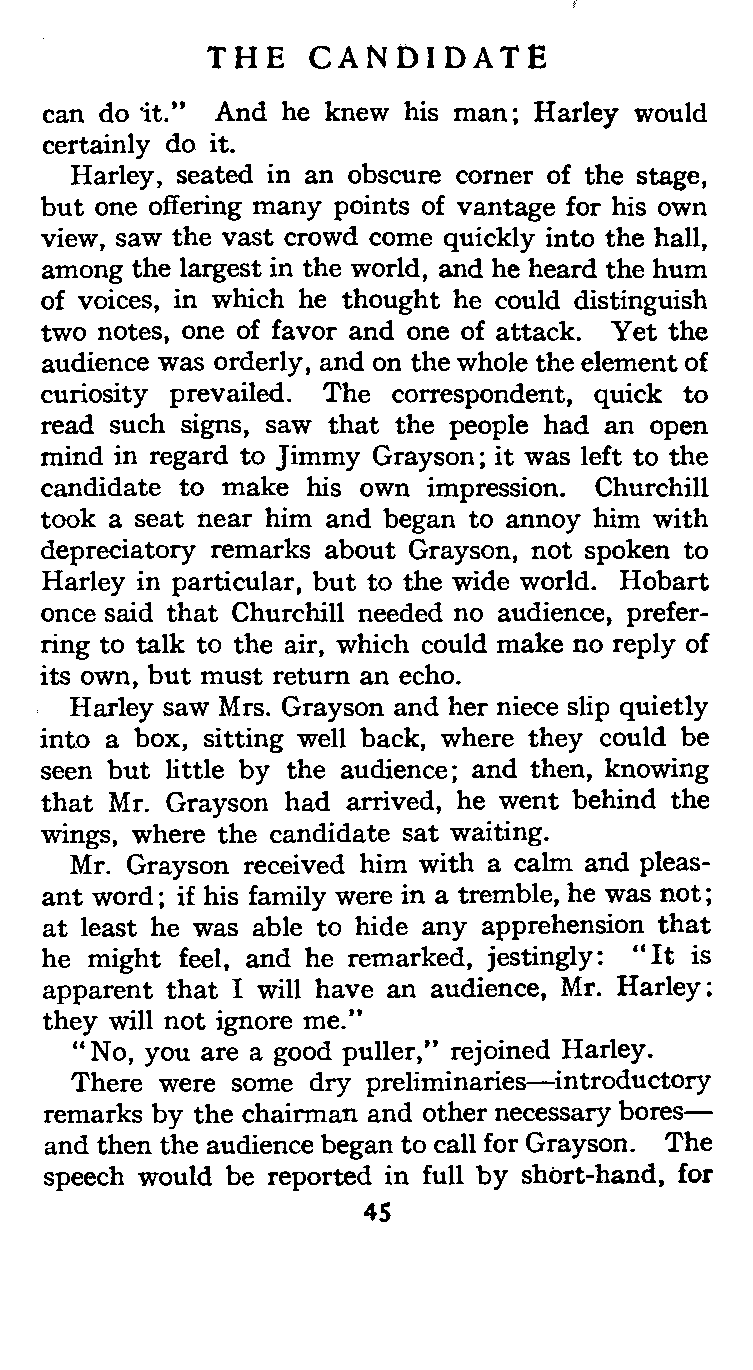 THE CANDIDATE
can do it." And he knew his man; Harley would
certainly do it.
Harley, seated in an obscure corner of the stage,
but one offering many points of vantage for his own
view, saw the vast crowd come quickly into the hall,
among the largest in the world, and he heard the hum
of voices, in which he thought he could distinguish
two notes, one of favor and one of attack. Yet the
audience was orderly, and on the whole the element of
curiosity prevailed. The correspondent, quick to
read such signs, saw that the people had an open
mind in regard to Jimmy Grayson; it was left to the
candidate to make his own impression. Churchill
took a seat near him and began to annoy him with
depreciatory remarks about Grayson, not spoken to
Harley in particular, but to the wide world. Hobart
once said that Churchill needed no audience, prefer-
ring to talk to the air, which could make no reply of
its own, but must return an echo.
Harley saw Mrs. Grayson and her niece slip quietly
into a box, sitting well back, where they could be
seen but little by the audience; and then, knowing
that Mr. Grayson had arrived, he went behind the
wings, where the candidate sat waiting.
Mr. Grayson received him with a calm and pleas-
ant word; if his family were in a tremble, he was not;
at least he was able to hide any apprehension that
he might feel, and he remarked, jestingly: "It is
apparent that I will have an audience, Mr. Harley;
they will not ignore me."
"No, you are a good puller," rejoined Harley.
There were some dry preliminaries—introductory
remarks by the chairman and other necessary bores—
and then the audience began to call for Grayson. The
speech would be reported in full by short-hand, for
45